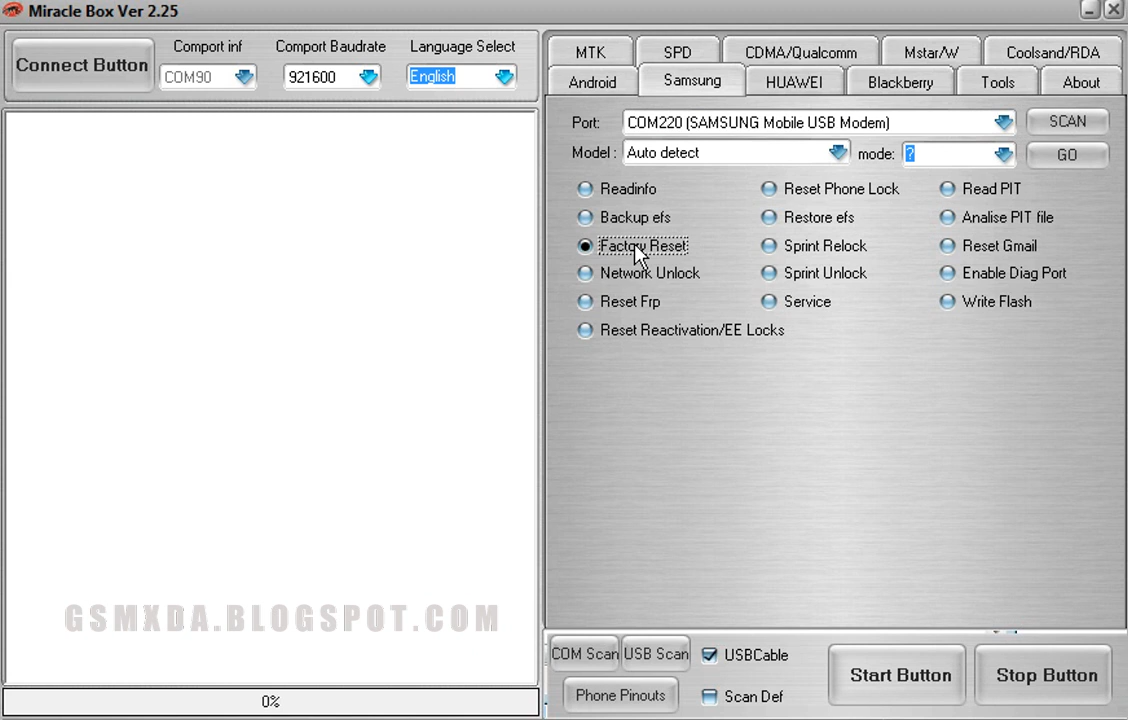 Miracle Box Ver 2.25
Connect Button
Comport inf
Comport Baudrate
Language Select
COM90
921600
English
MTK
SPD
CDMA/Qualcomm
Mstar/W
Coolsand/RDA
Android
Samsung
HUAWEI
Blackberry
Tools
About
Port:
COM220 (SAMSUNG Mobile USB Modem)
SCAN
Model :
Auto detect
mode:
?
GO
Readinfo
Reset Phone Lock
Read PIT
Backup efs
Restore efs
Analise PIT file
Factory Reset
Sprint Relock
Reset Gmail
Network Unlock
Sprint Unlock
Enable Diag Port
Reset Frp
Service
Write Flash
Reset Reactivation/EE Locks
GSMXDA.BLOGSPOT.COM
COM Scan
USB Scan
USBCable
Phone Pinouts
Scan Def
Start Button
Stop Button
0%